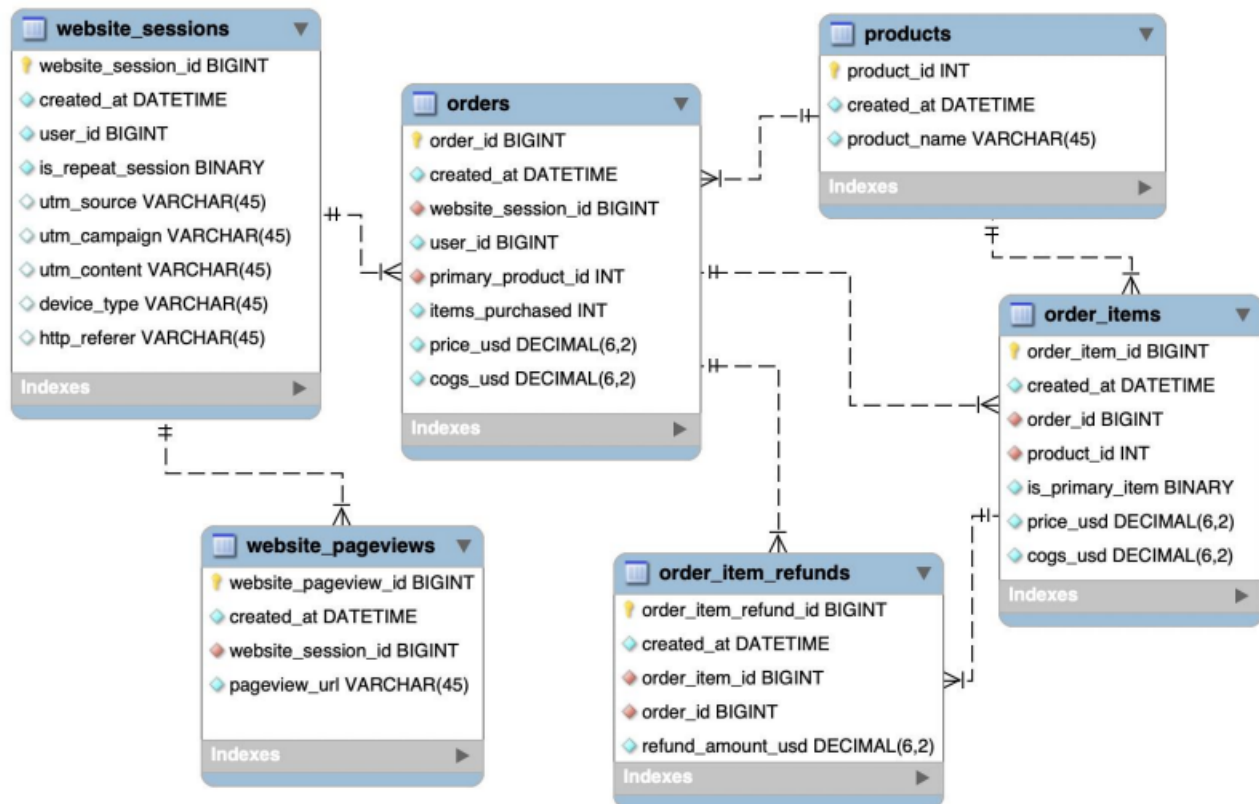 website_sessions
website_session_id BIGINT
created_at DATETIME
user_id BIGINT
is_repeat_session BINARY
utm_source VARCHAR(45)
utm_campaign VARCHAR(45)
utm_content VARCHAR(45)
device_type VARCHAR(45)
http_referer VARCHAR(45)
Indexes
orders
order_id BIGINT
created_at DATETIME
website_session_id BIGINT
user_id BIGINT
primary_product_id INT
items_purchased INT
price_usd DECIMAL(6,2)
cogs_usd DECIMAL(6,2)
Indexes
products
product_id INT
created_at DATETIME
product_name VARCHAR(45)
Indexes
order_items
order_item_id BIGINT
created_at DATETIME
order_id BIGINT
product_id INT
is_primary_item BINARY
price_usd DECIMAL(6,2)
cogs_usd DECIMAL(6,2)
Indexes
website_pageviews
website_pageview_id BIGINT
created_at DATETIME
website_session_id BIGINT
pageview_url VARCHAR(45)
Indexes
order_item_refunds
order_item_refund_id BIGINT
created_at DATETIME
order_item_id BIGINT
order_id BIGINT
refund_amount_usd DECIMAL(6,2)
Indexes